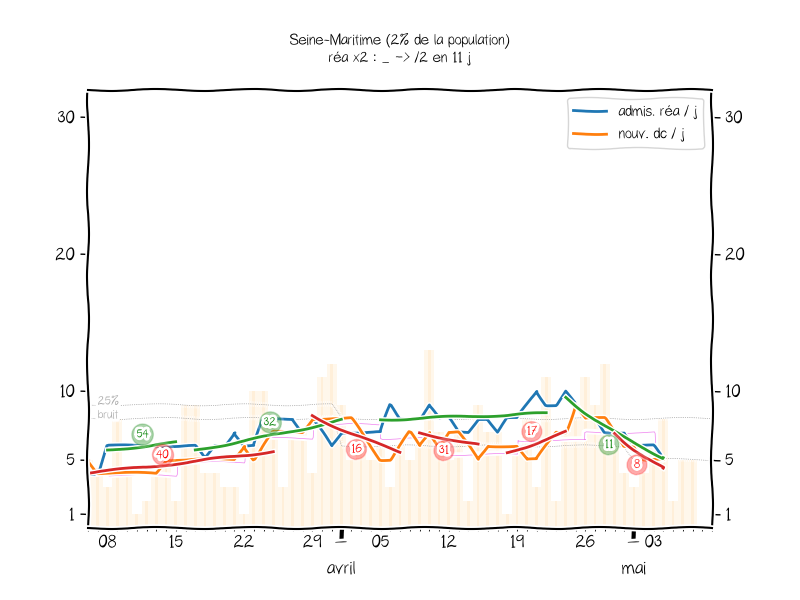 Seine-Maritime (2% de la population)
réa x2 : _ -> /2 en 11 j
admis. réa / j
nouv. dc / j
30
30
20
20
10
10
25%
bruit
5
5
1
1
54
40
32
16
31
17
11
8
08 15 22 29 1 05 12 19 26 1 03
avril mai